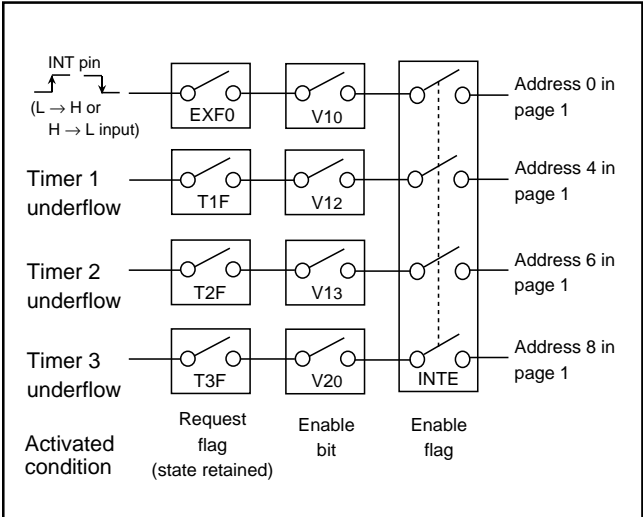 INT pin
(L → H or
H → L input)
EXF0
V10
Address 0 in
page 1
Timer 1
underflow
T1F
V12
Address 4 in
page 1
Timer 2
underflow
T2F
V13
Address 6 in
page 1
Timer 3
underflow
T3F
V20
INTE
Address 8 in
page 1
Activated
condition
Request
flag
(state retained)
Enable
bit
Enable
flag